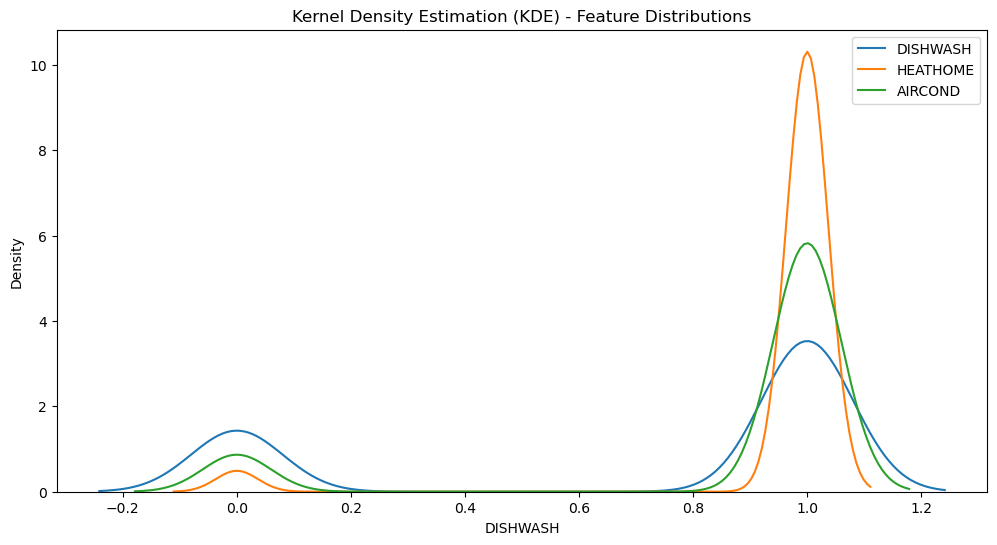 Kernel Density Estimation (KDE) - Feature Distributions
DISHWASH
HEATHOME
AIRCOND
Density
10
8
6
4
2
0
−0.2 0.0 0.2 0.4 0.6 0.8 1.0 1.2
DISHWASH